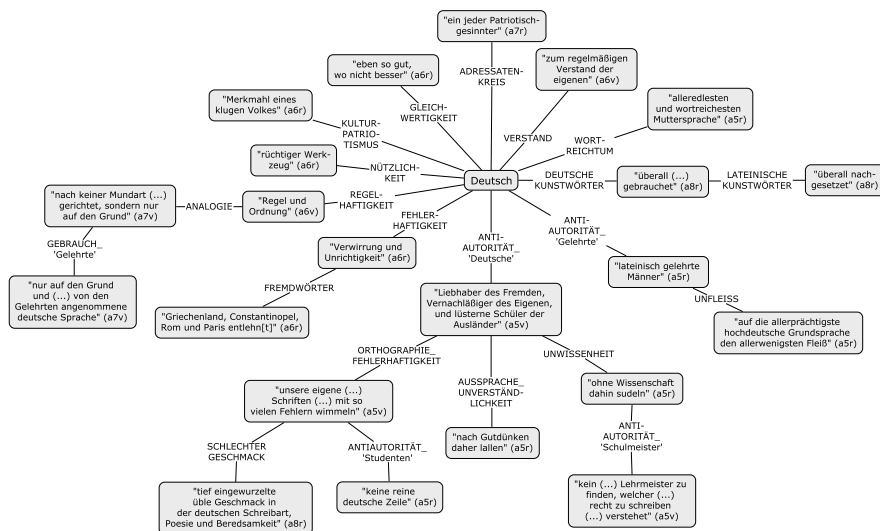 "ein jeder Patriotisch-
gesinnter" (a7r)
ADRESSATEN-
KREIS
"eben so gut,
wo nicht besser" (a6r)
GLEICH-
WERTIGKEIT
"zum regelmäßigen
Verstand der
eigenen" (a6v)
VERSTAND
"Merkmahl eines
klugen Volkes" (a6r)
KULTUR-
PATRIO-
TISMUS
"alleredlesten
und wortreichesten
Muttersprache" (a5r)
WORT-
REICHTUM
"rüchtiger Werk-
zeug" (a6r)
NÜTZLICH-
KEIT
Deutsch
DEUTSCHE
KUNSTWÖRTER
"überall (...)
gebrauchet" (a8r)
LATEINISCHE
KUNSTWÖRTER
"überall nach-
gesetzet" (a8r)
"nach keiner Mundart (...)
gerichtet, sondern nur
auf den Grund" (a7v)
ANALOGIE
"Regel und
Ordnung" (a6v)
REGEL-
HAFTIGKEIT
FEHLER-
HAFTIGKEIT
ANTI-
AUTORITÄT_
'Deutsche'
ANTI-
AUTORITÄT_
'Gelehrte'
GEBRAUCH_
'Gelehrte'
"Verwirrung und
Unrichtigkeit" (a6r)
"lateinisch gelehrte
Männer" (a5r)
"nur auf den Grund
und (...) von den
Gelehrten angenommene
deutsche Sprache" (a7v)
FREMDWÖRTER
"Liebhaber des Fremden,
Vernachläßiger des Eigenen,
und lüsterne Schüler der
Ausländer" (a5v)
UNFLEISS
"Griechenland, Constantinopel,
Rom und Paris entlehn[t]" (a6r)
"auf die allerprächtigste
hochdeutsche Grundsprache
den allerwenigsten Fleiß" (a5r)
ORTHOGRAPHIE_
FEHLERHAFTIGKEIT
AUSSPRACHE_
UNVERSTÄND-
LICHKEIT
UNWISSENHEIT
"unsere eigene (...)
Schriften (...) mit so
vielen Fehlern wimmeln" (a5v)
"ohne Wissenschaft
dahin sudeln" (a5r)
SCHLECHTER
GESCHMACK
ANTIAUTORITÄT_
'Studenten'
"nach Gutdünken
daher lallen" (a5r)
ANTI-
AUTORITÄT_
'Schulmeister'
"tief eingewurzelte
üble Geschmack in
der deutschen Schreibart,
Poesie und Beredsamkeit" (a8r)
"keine reine
deutsche Zeile" (a5r)
"kein (...) Lehrmeister zu
finden, welcher (...)
recht zu schreiben
(...) verstehet" (a5v)